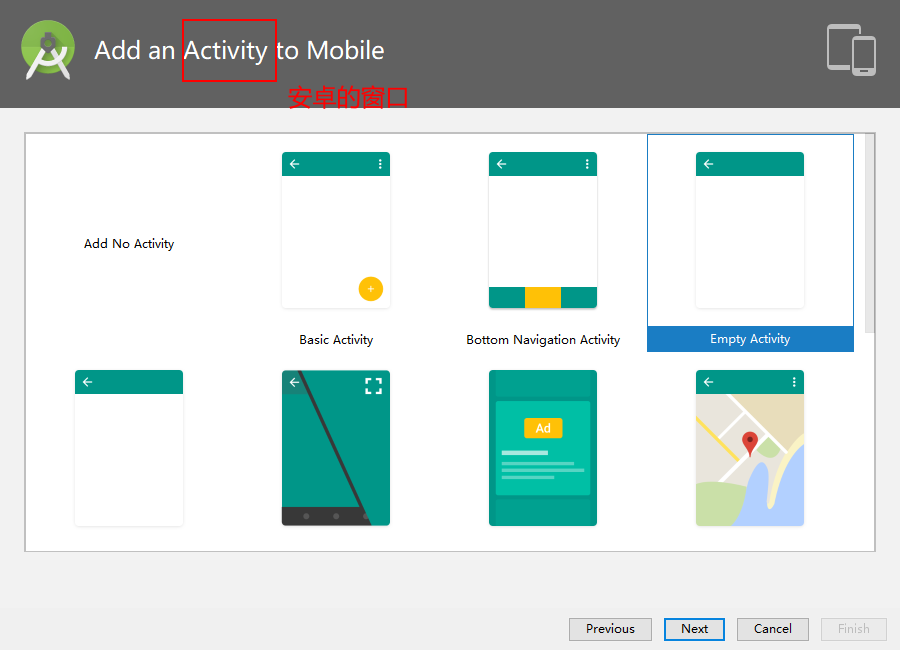 Add an Activity to Mobile
安卓的窗口
Add No Activity
Basic Activity
Bottom Navigation Activity
Empty Activity
Ad
Previous
Next
Cancel
Finish